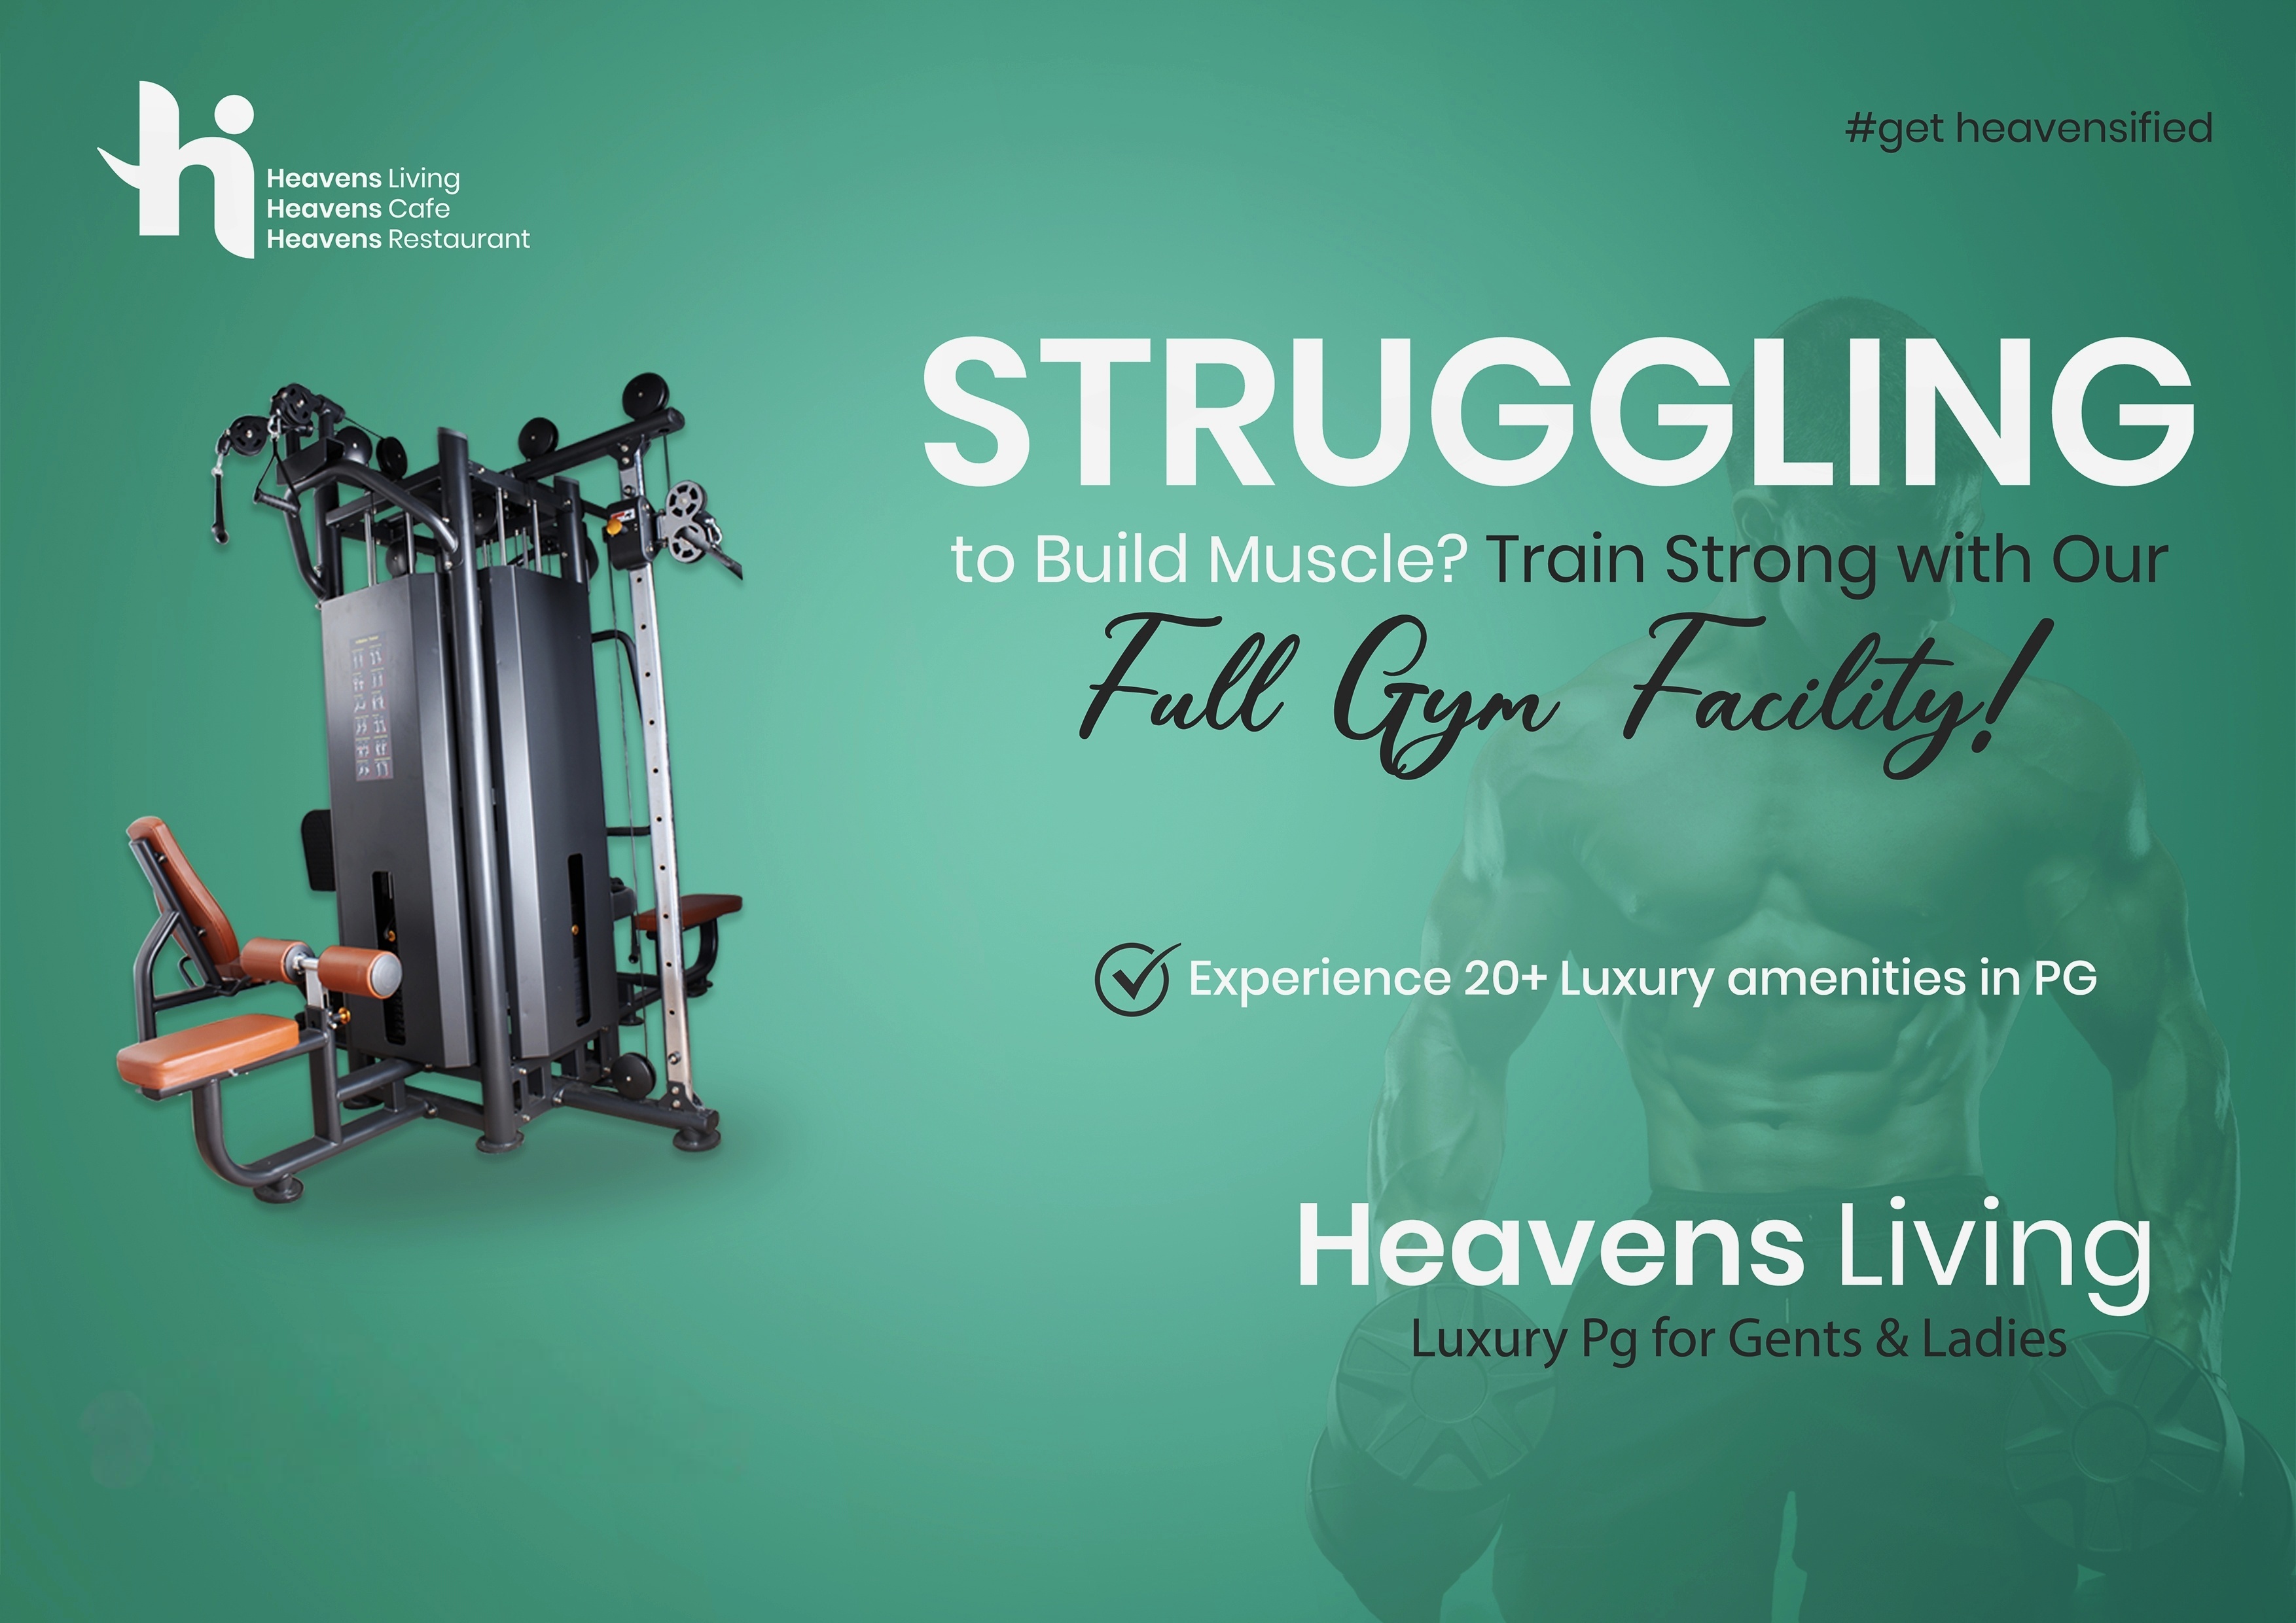 Heavens Living
Heavens Cafe
Heavens Restaurant
#get heavensified
STRUGGLING
to Build Muscle? Train Strong with Our
Full Gym Facility!
Experience 20+ Luxury amenities in PG
Heavens Living
Luxury Pg for Gents & Ladies